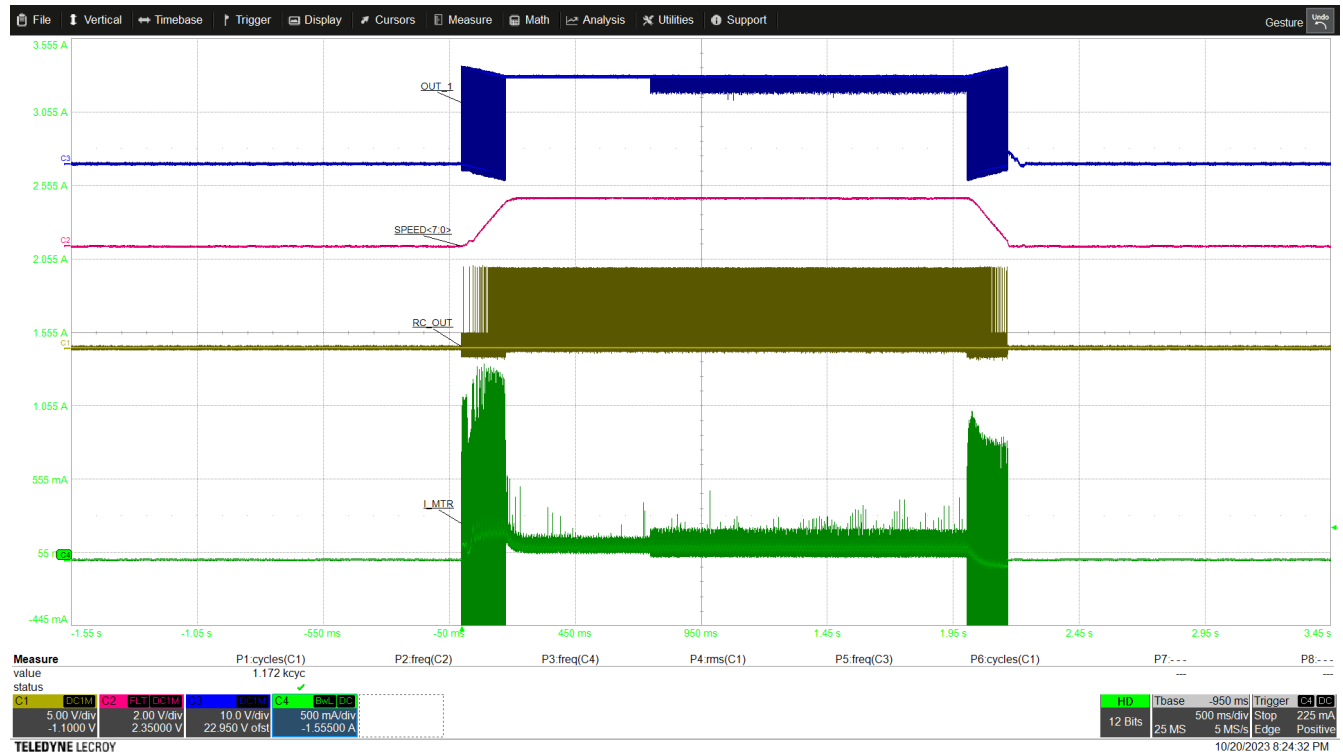 File Vertical Timebase Trigger Display Cursors Measure Math Analysis Utilities Support Gesture Undo
3.555 A
OUT_1
3.055 A
C3
2.555 A
SPEED<7:0>
C2
2.055 A
RC_OUT
1.555 A
C1
1.055 A
555 mA
I_MTR
C4
-445 mA
-1.55 s -1.05 s -550 ms -50 ms 450 ms 950 ms 1.45 s 1.95 s 2.45 s 2.95 s 3.45 s
Measure P1:cycles(C1) P2:freq(C2) P3:freq(C4) P4:rms(C1) P5:freq(C3) P6:cycles(C1) P7:- - - P8:- - -
value 1.172 kcyc --- ---
status
C1 DC1M C2 FLT DC1M C3 DC1M C4 BwL DC HD Tbase -950 ms Trigger C4 DC
5.00 V/div 2.00 V/div 10.0 V/div 500 mA/div 12 Bits 500 ms/div Stop 225 mA
-1.1000 V 2.35000 V 22.950 V ofst -1.55500 A 25 MS 5 MS/s Edge Positive
TELEDYNE LECROY 10/20/2023 8:24:32 PM